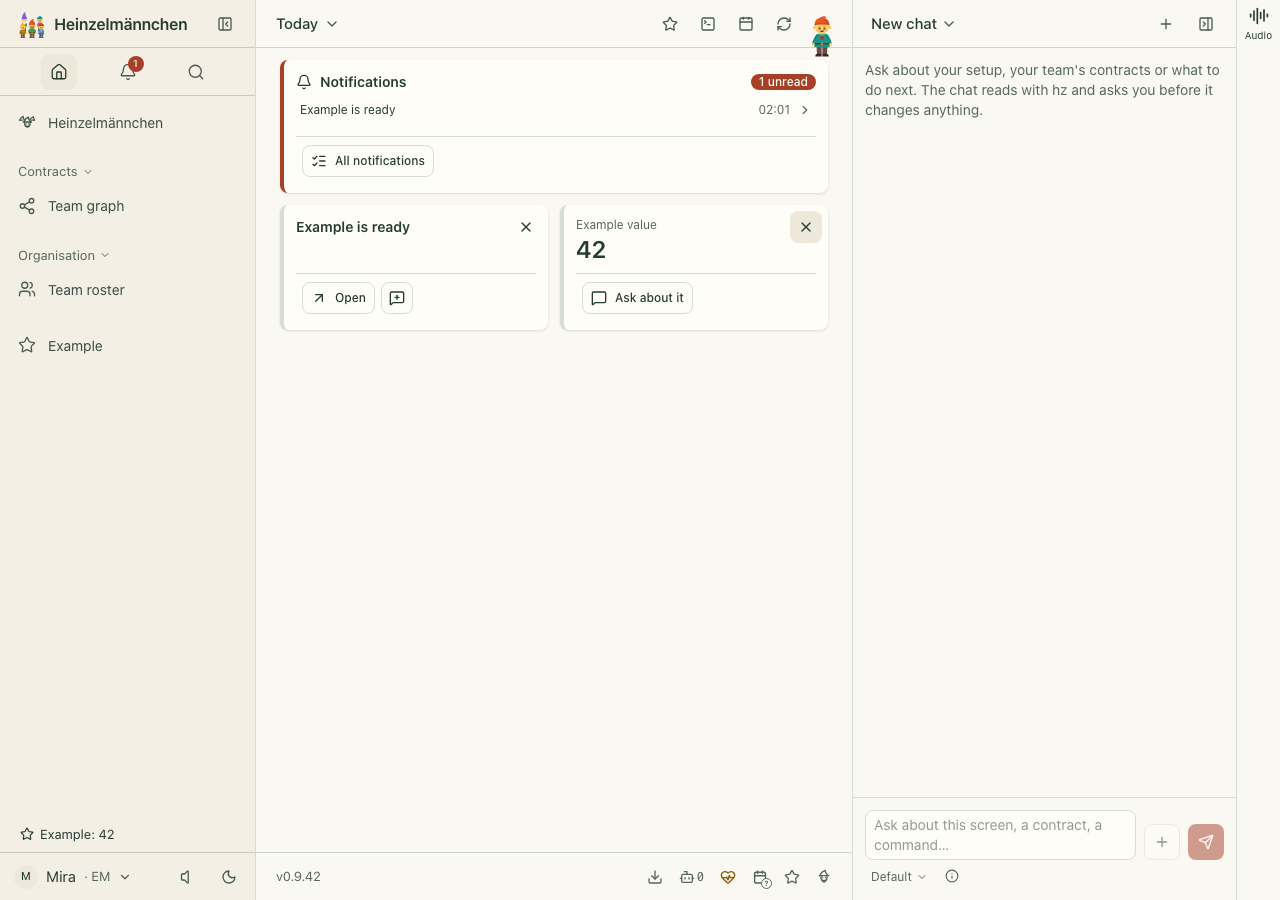 Heinzelmännchen
1
Heinzelmännchen
Contracts
Team graph
Organisation
Team roster
Example
Example: 42
M Mira · EM
Today
Notifications
1 unread
Example is ready
02:01
All notifications
Example is ready
Open
Example value
42
Ask about it
v0.9.42
0
?
New chat
Ask about your setup, your team's contracts or what to
do next. The chat reads with hz and asks you before it
changes anything.
Ask about this screen, a contract, a
command…
Default
Audio